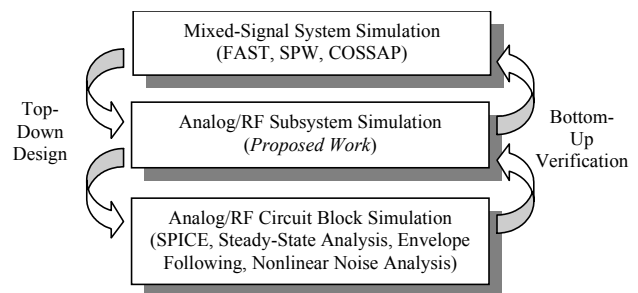 Mixed-Signal System Simulation
(FAST, SPW, COSSAP)
Top-
Down
Design
Analog/RF Subsystem Simulation
(Proposed Work)
Bottom-
Up
Verification
Analog/RF Circuit Block Simulation
(SPICE, Steady-State Analysis, Envelope
Following, Nonlinear Noise Analysis)